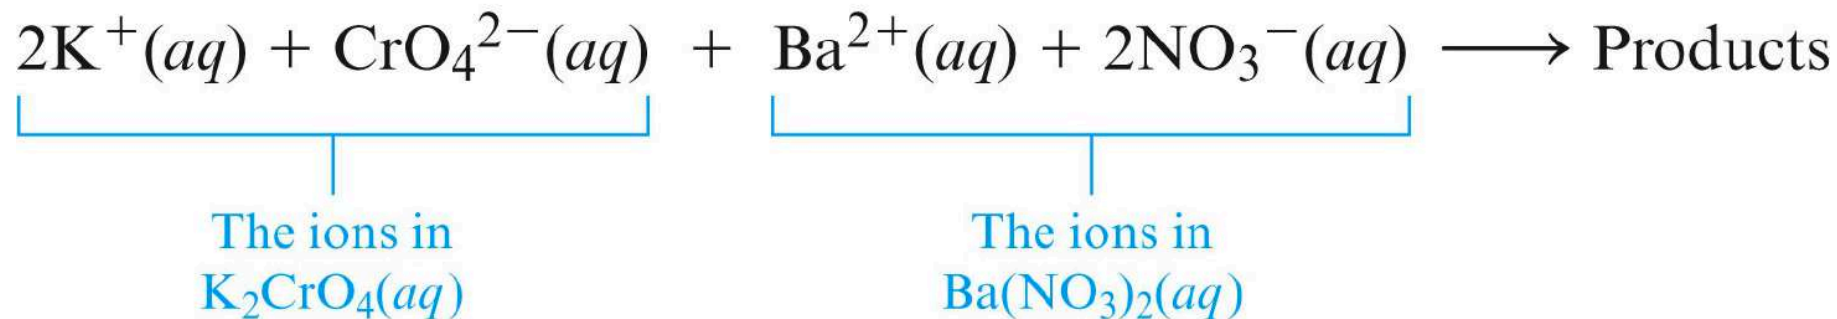 2K⁺(aq) + CrO₄²⁻(aq) + Ba²⁺(aq) + 2NO₃⁻(aq) ⟶ Products
The ions in The ions in
K₂CrO₄(aq) Ba(NO₃)₂(aq)